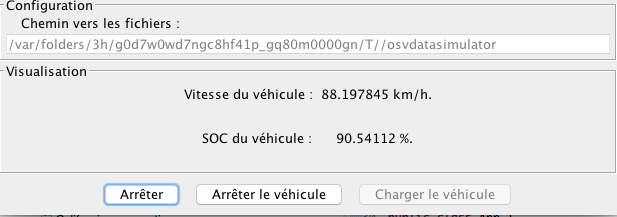 Configuration
Chemin vers les fichiers :
/var/folders/3h/g0d7w0wd7ngc8hf41p_gq80m0000gn/T//osvdatasimulator
Visualisation
Vitesse du véhicule : 88.197845 km/h.
SOC du véhicule : 90.54112 %.
Arrêter Arrêter le véhicule Charger le véhicule